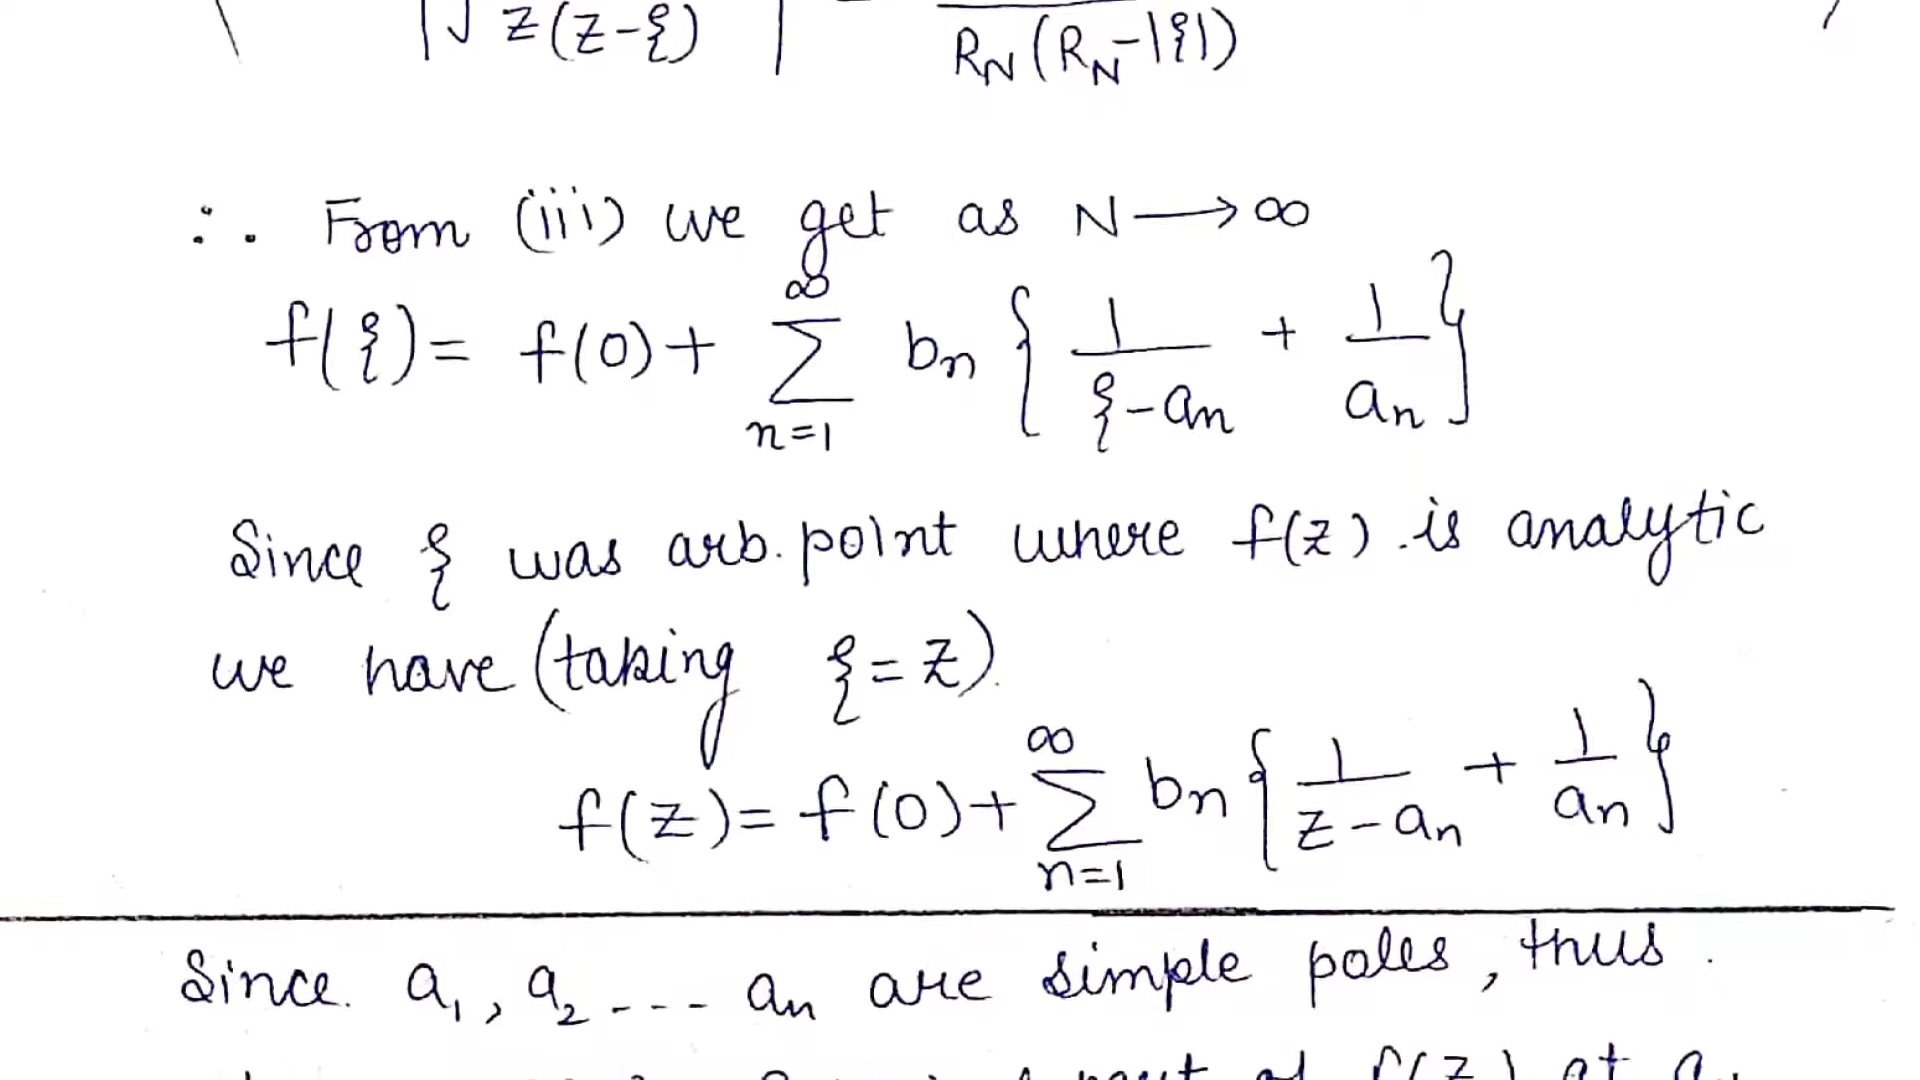 |∫ z(z-ξ) | R_N (R_N-|ξ|)
∴ From (iii) we get as N → ∞
f(ξ) = f(0) + ∑_{n=1}^{∞} b_n { 1/(ξ-a_n) + 1/a_n }
Since ξ was arb. point where f(z) is analytic
we have (taking ξ = z).
f(z) = f(0) + ∑_{n=1}^{∞} b_n { 1/(z-a_n) + 1/a_n }
Since. a_1, a_2 --- a_n are simple poles, thus.
f(z) at